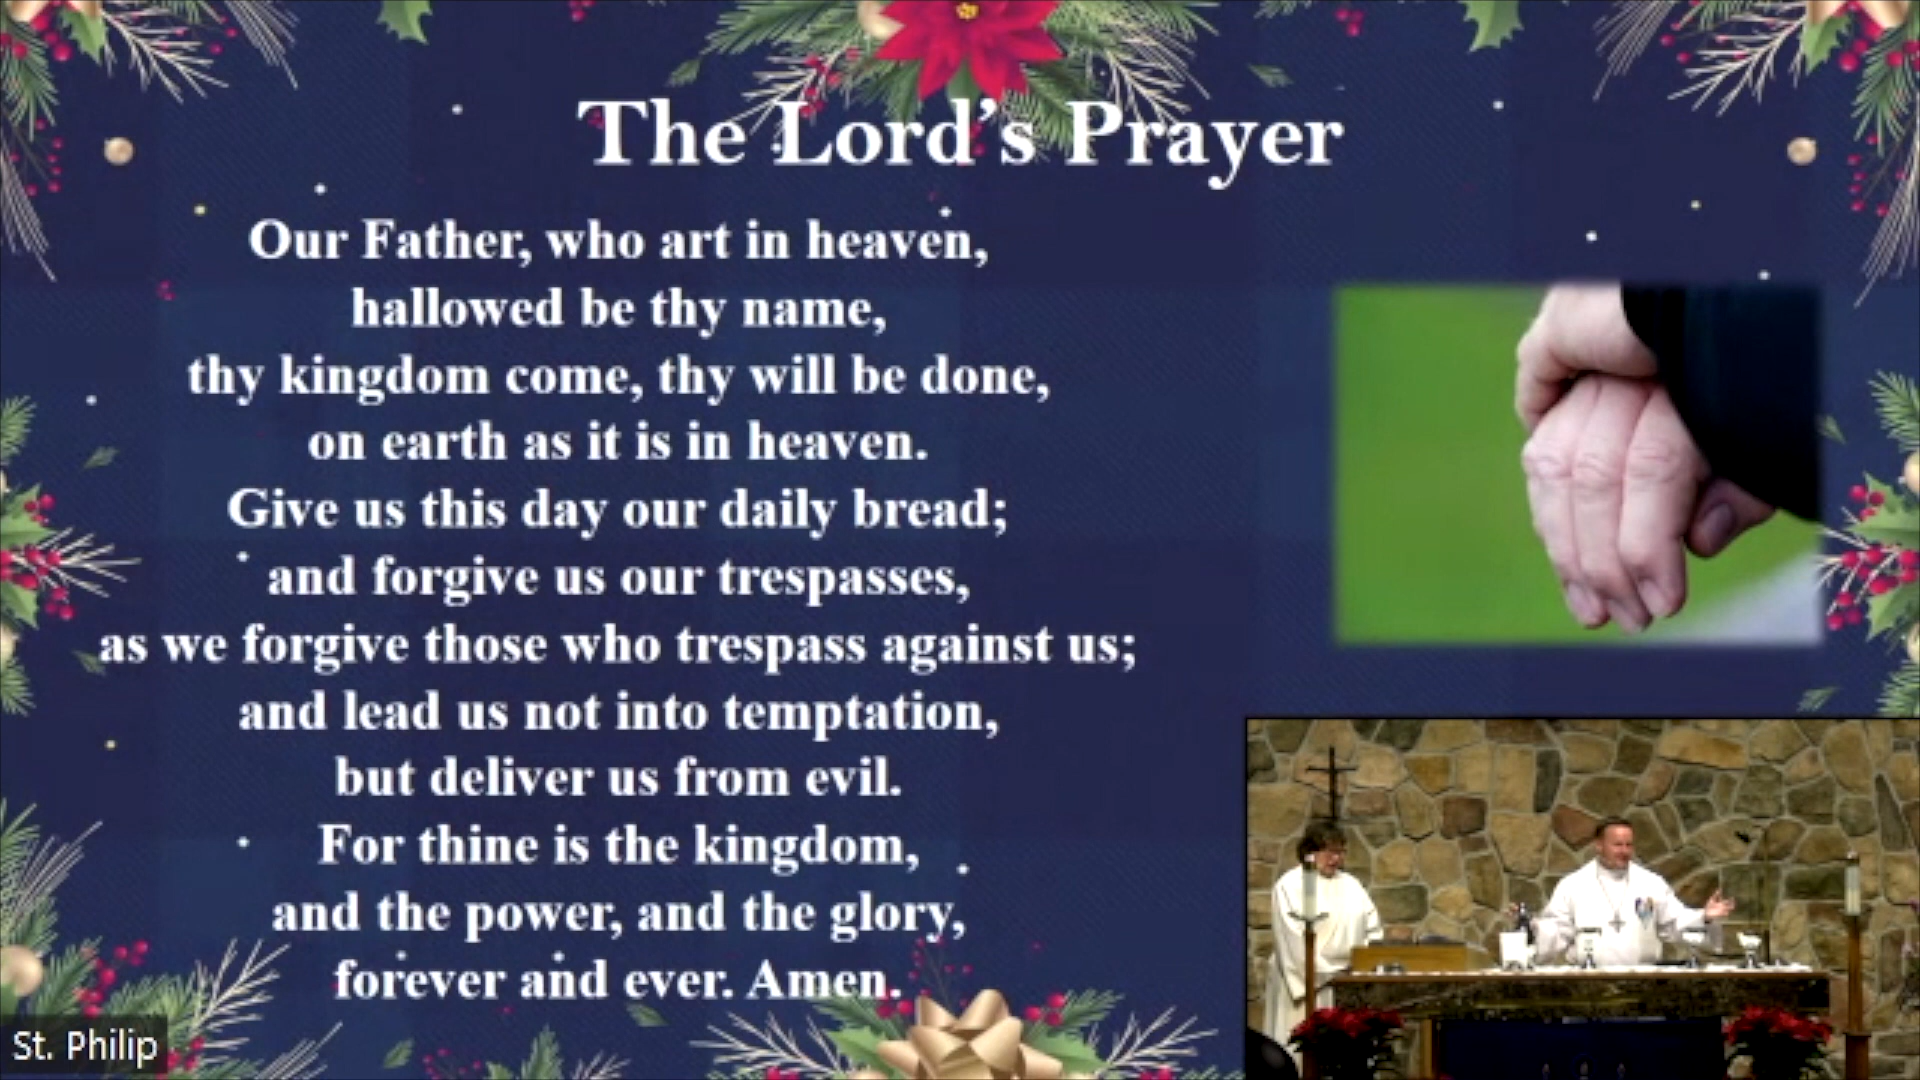 The Lord's Prayer
Our Father, who art in heaven,
hallowed be thy name,
thy kingdom come, thy will be done,
on earth as it is in heaven.
Give us this day our daily bread;
and forgive us our trespasses,
as we forgive those who trespass against us;
and lead us not into temptation,
but deliver us from evil.
For thine is the kingdom,
and the power, and the glory,
forever and ever. Amen.
St. Philip